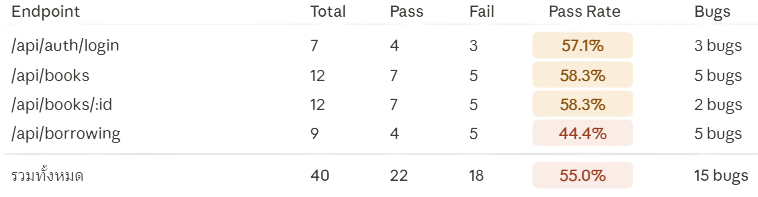 Endpoint Total Pass Fail Pass Rate Bugs
/api/auth/login 7 4 3 57.1% 3 bugs
/api/books 12 7 5 58.3% 5 bugs
/api/books/:id 12 7 5 58.3% 2 bugs
/api/borrowing 9 4 5 44.4% 5 bugs
รวมทั้งหมด 40 22 18 55.0% 15 bugs